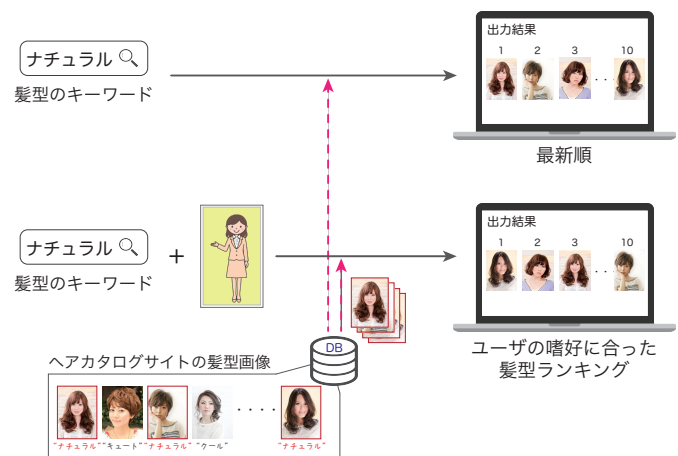 ナチュラル
髪型のキーワード
出力結果
1 2 3 10
最新順
ナチュラル
+
髪型のキーワード
出力結果
1 2 3 10
ユーザの嗜好に合った
髪型ランキング
DB
ヘアカタログサイトの髪型画像
"ナチュラル" "キュート" "ナチュラル" "クール" "ナチュラル"